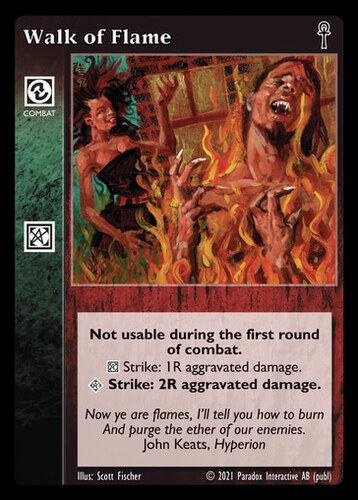 Walk of Flame
COMBAT
Not usable during the first round
of combat.
Strike: 1R aggravated damage.
Strike: 2R aggravated damage.
Now ye are flames, I'll tell you how to burn
And purge the ether of our enemies.
John Keats, Hyperion
Illus: Scott Fischer © 2021 Paradox Interactive AB (publ)